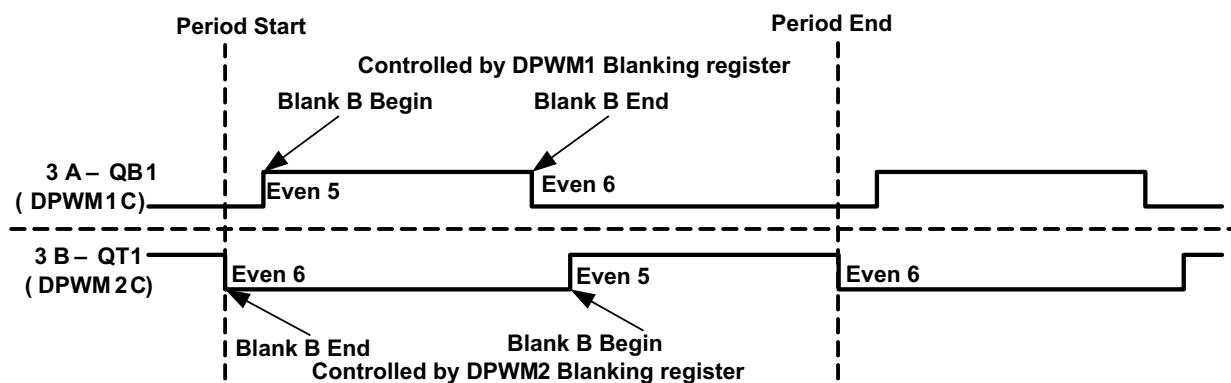 Period Start
Period End
Controlled by DPWM1 Blanking register
Blank B Begin
Blank B End
3 A – QB1
( DPWM1C)
Even 5
Even 6
3 B – QT1
( DPWM 2C)
Even 6
Even 5
Even 6
Blank B End
Blank B Begin
Controlled by DPWM2 Blanking register